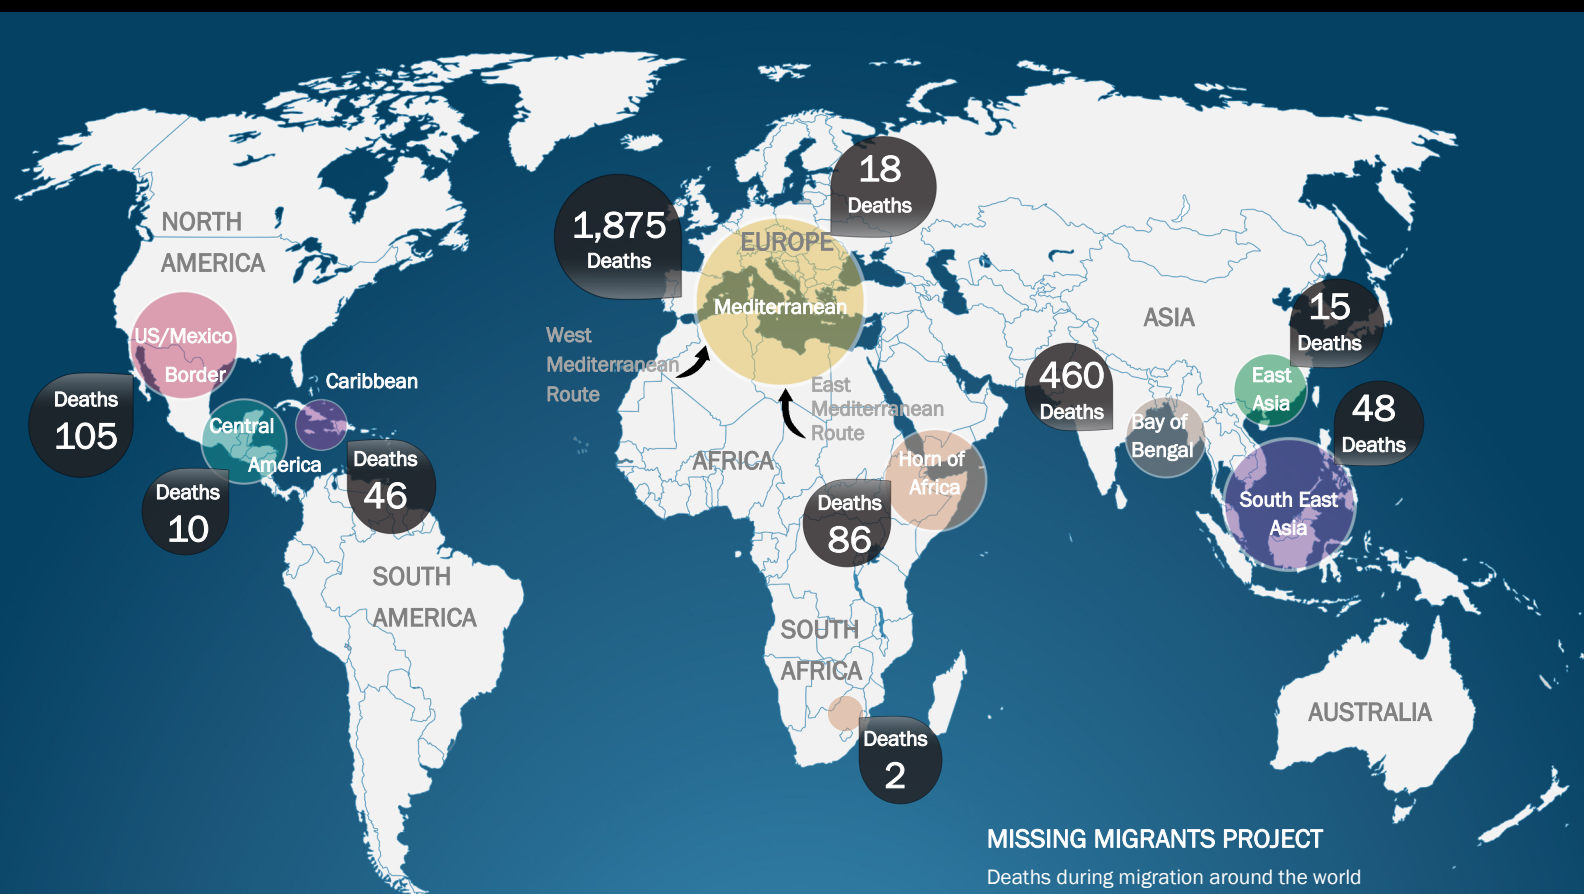 18
Deaths
1,875
Deaths
NORTH
AMERICA
EUROPE
Mediterranean
ASIA
15
Deaths
US/Mexico
Border
West
Mediterranean
Route
Caribbean
East
Mediterranean
Route
460
Deaths
East
Asia
48
Deaths
Deaths
105
Central
America
Bay of
Bengal
AFRICA
Horn of
Africa
Deaths
46
Deaths
10
Deaths
86
South East
Asia
SOUTH
AMERICA
SOUTH
AFRICA
AUSTRALIA
Deaths
2
MISSING MIGRANTS PROJECT
Deaths during migration around the world